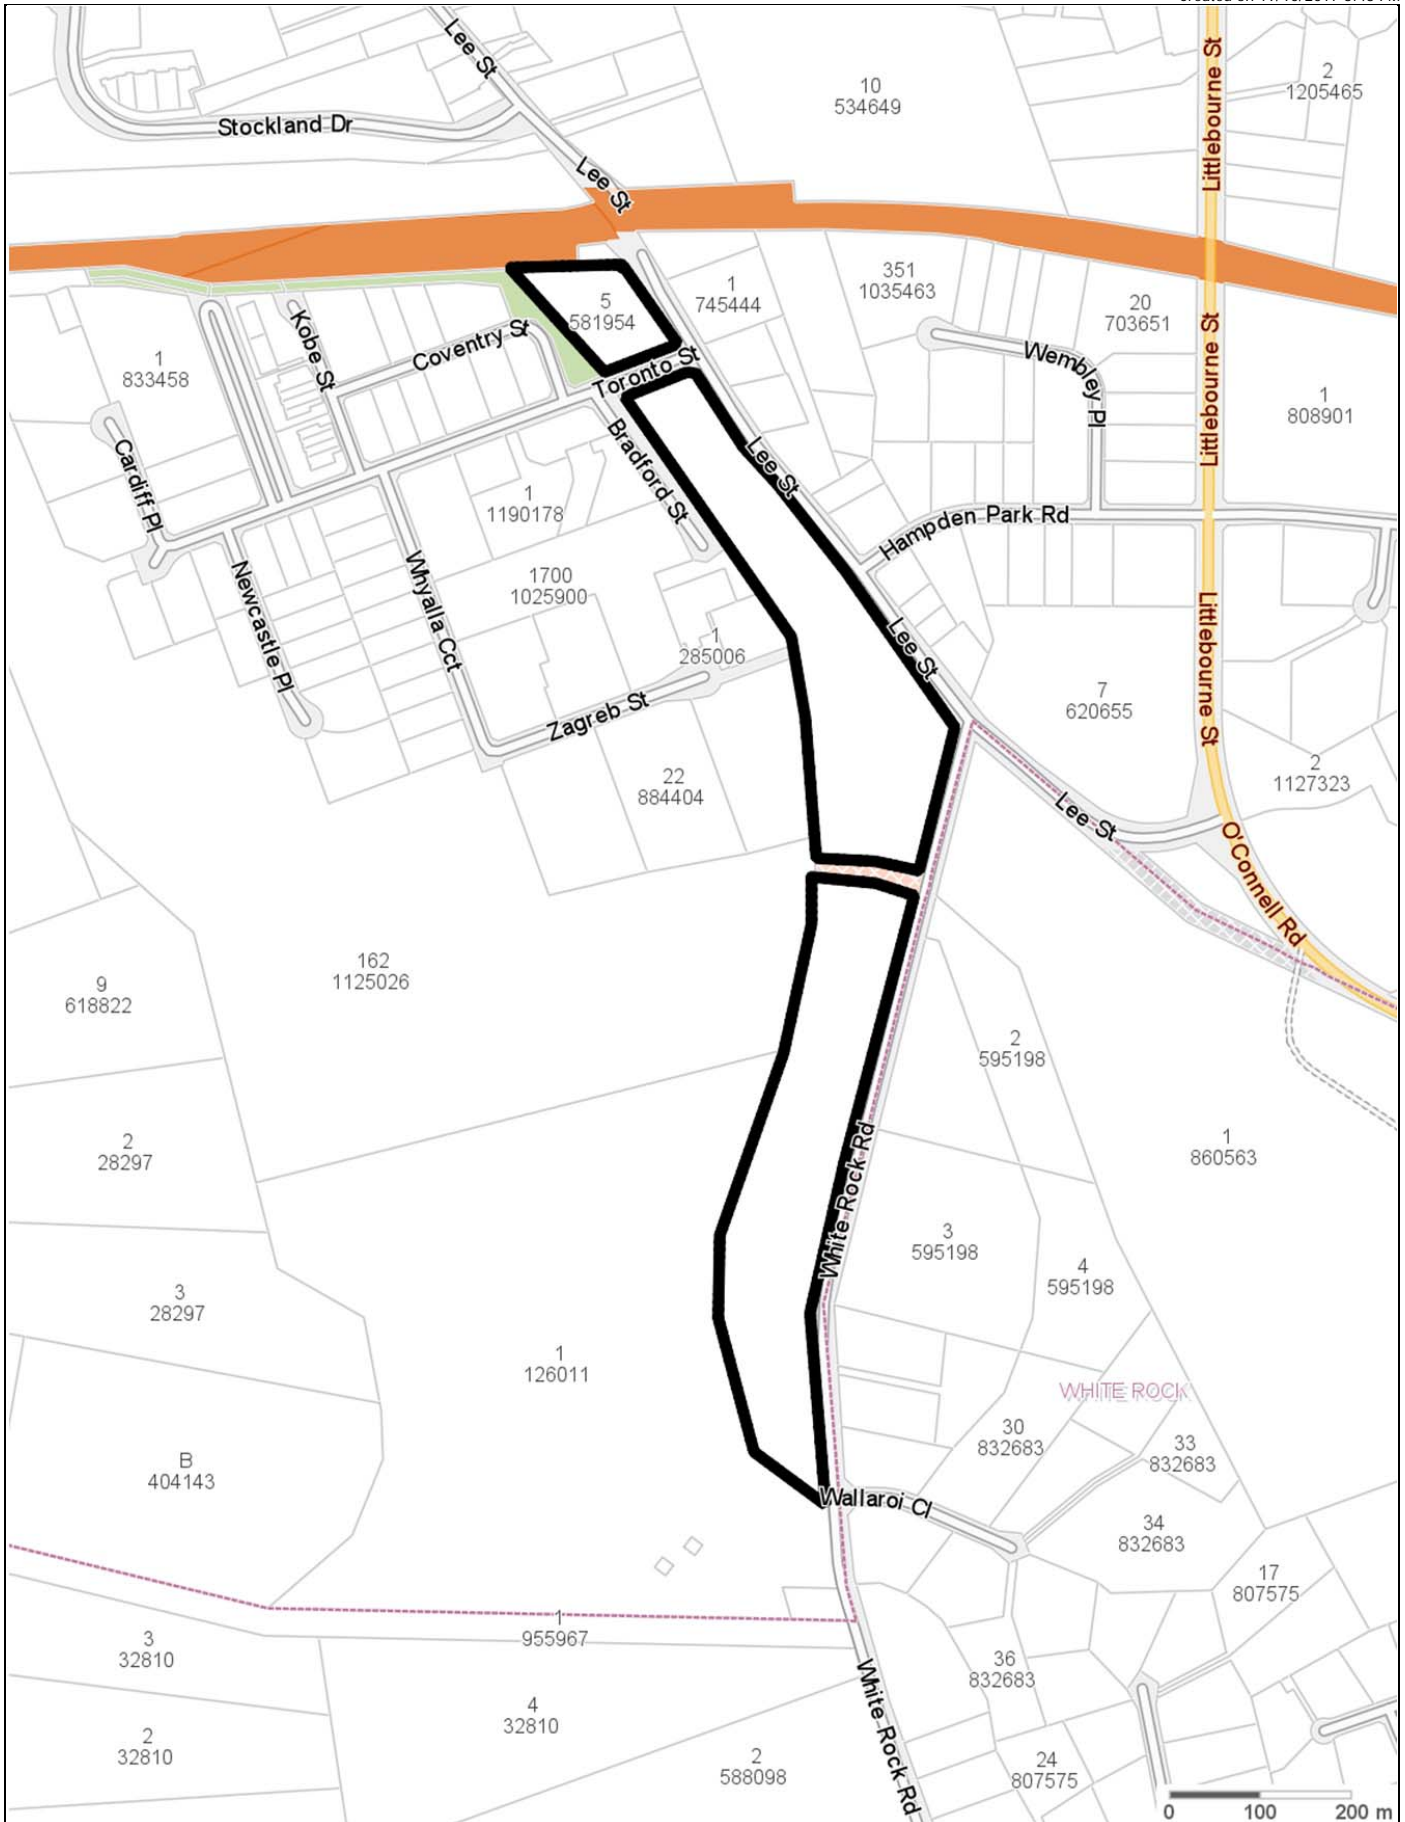 Lee St
Littlebourne St
2
1205465
10
534649
Stockland Dr
Lee St
351
1035463
1
745444
5
581954
20
703651
Kobe St
Coventry St
Littlebourne St
Wembley Pl
1
833458
Toronto St
1
808901
Cardiff Pl
Bradford St
Lee St
1
1190178
Hampden Park Rd
Newcastle Pl
Whyalla Cct
1700
1025900
Lee St
Littlebourne St
1
285006
7
620655
Zagreb St
22
884404
2
1127323
Lee St
O'Connell Rd
162
1125026
9
618822
2
595198
2
28297
1
860563
White Rock Rd
3
595198
4
595198
3
28297
1
126011
WHITE ROCK
30
832683
33
832683
B
404143
Wallaroi Cl
34
832683
17
807575
1
955967
3
32810
36
832683
4
32810
White Rock Rd
2
32810
2
588098
24
807575
0 100 200 m